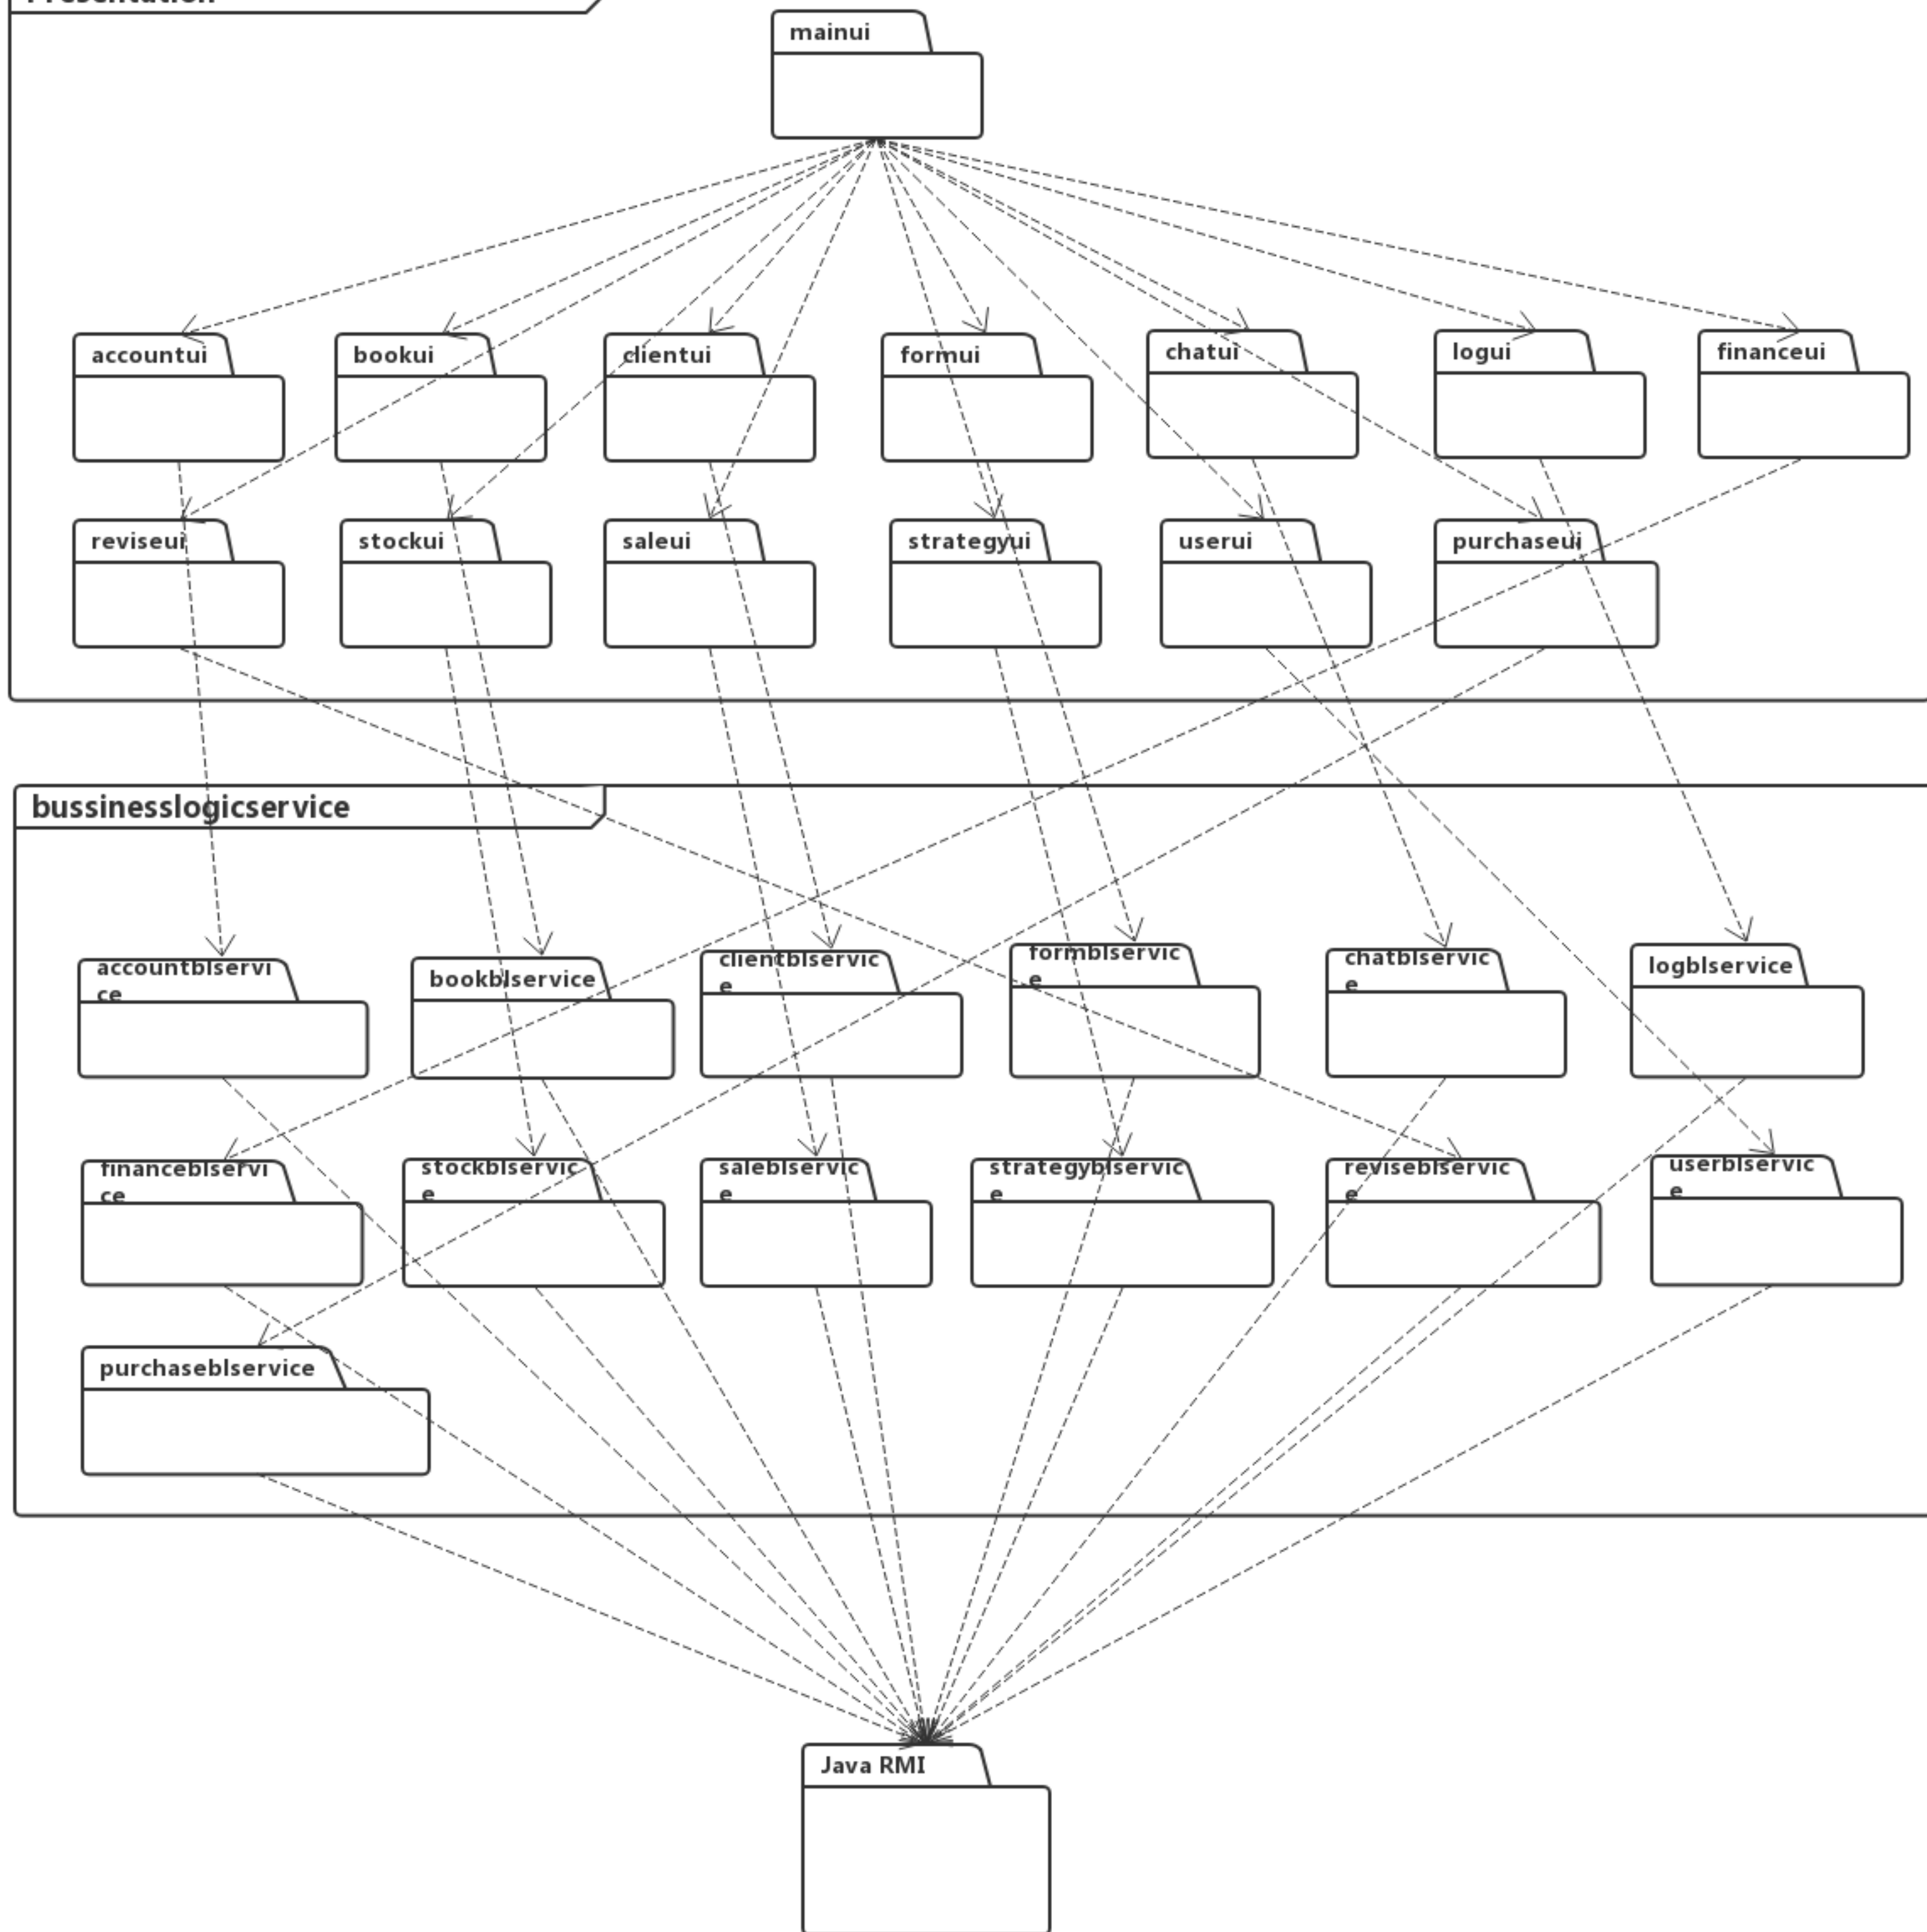 Presentation
mainui
accountui
bookui
clientui
formui
chatui
logui
financeui
reviseui
stockui
saleui
strategyui
userui
purchaseui
bussinesslogicservice
accountblservi
ce
bookblservice
clientblservic
e
formblservic
e
chatblservic
e
logblservice
financeblservi
ce
stockblservic
e
saleblservic
e
strategyblservic
e
reviseblservic
e
userblservic
e
purchaseblservice
Java RMI